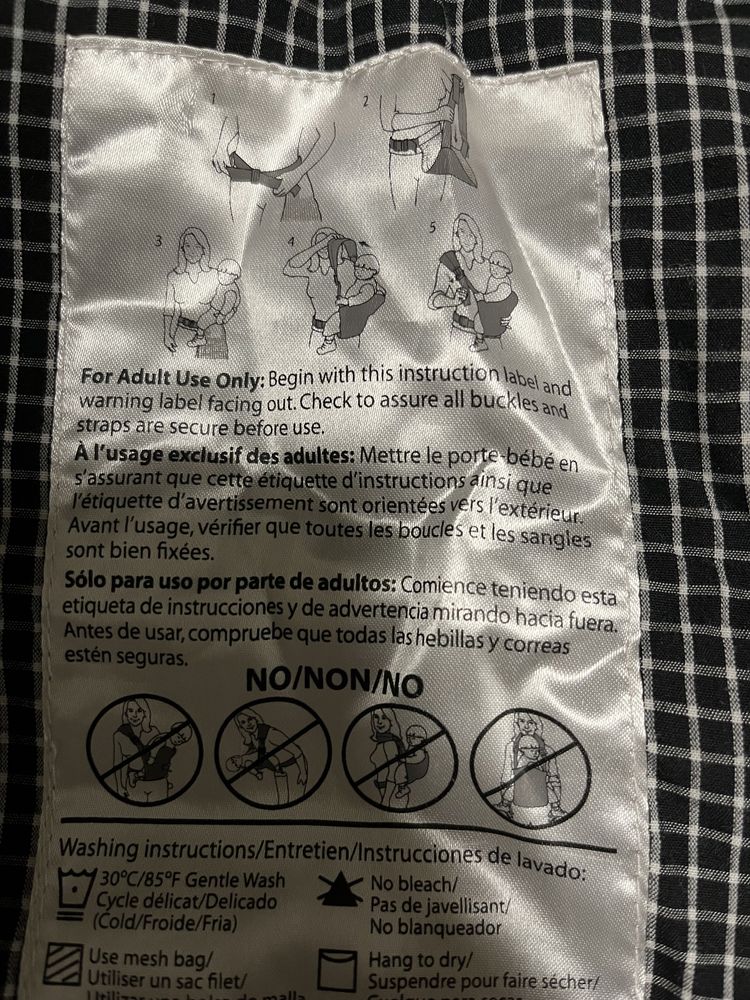 1
2
3
4
5
For Adult Use Only: Begin with this instruction label and
warning label facing out. Check to assure all buckles and
straps are secure before use.
À l'usage exclusif des adultes: Mettre le porte-bébé en
s'assurant que cette étiquette d'instructions ainsi que
l'étiquette d'avertissement sont orientées vers l'extérieur.
Avant l'usage, vérifier que toutes les boucles et les sangles
sont bien fixées.
Sólo para uso por parte de adultos: Comience teniendo esta
etiqueta de instrucciones y de advertencia mirando hacia fuera.
Antes de usar, compruebe que todas las hebillas y correas
estén seguras.
NO/NON/NO
Washing instructions/Entretien/Instrucciones de lavado:
30°C/85°F Gentle Wash
Cycle délicat/Delicado
(Cold/Froide/Fria)
No bleach/
Pas de javellisant/
No blanqueador
Use mesh bag/
Utiliser un sac filet/
Hang to dry/
Suspendre pour faire sécher/